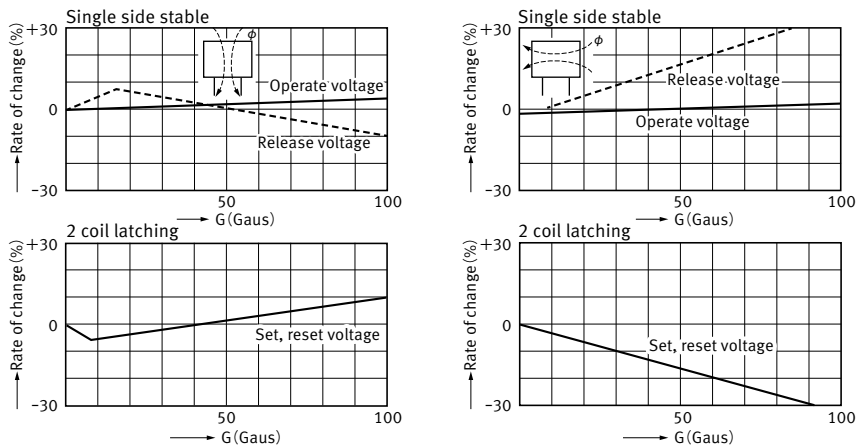 Single side stable
Rate of change (%)
+30
0
-30
ϕ
Operate voltage
Release voltage
50
100
G (Gaus)
Single side stable
Rate of change (%)
+30
0
-30
ϕ
Release voltage
Operate voltage
50
100
G (Gaus)
2 coil latching
Rate of change (%)
+30
0
-30
Set, reset voltage
50
100
G (Gaus)
2 coil latching
Rate of change (%)
+30
0
-30
Set, reset voltage
50
100
G (Gaus)